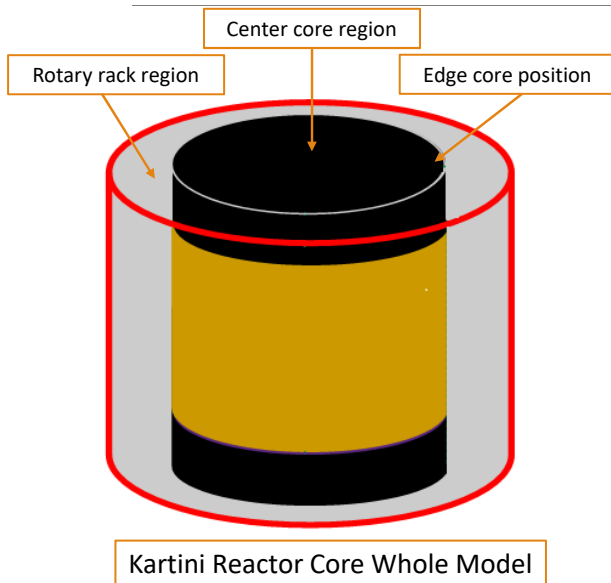 Center core region
Rotary rack region
Edge core position
Kartini Reactor Core Whole Model